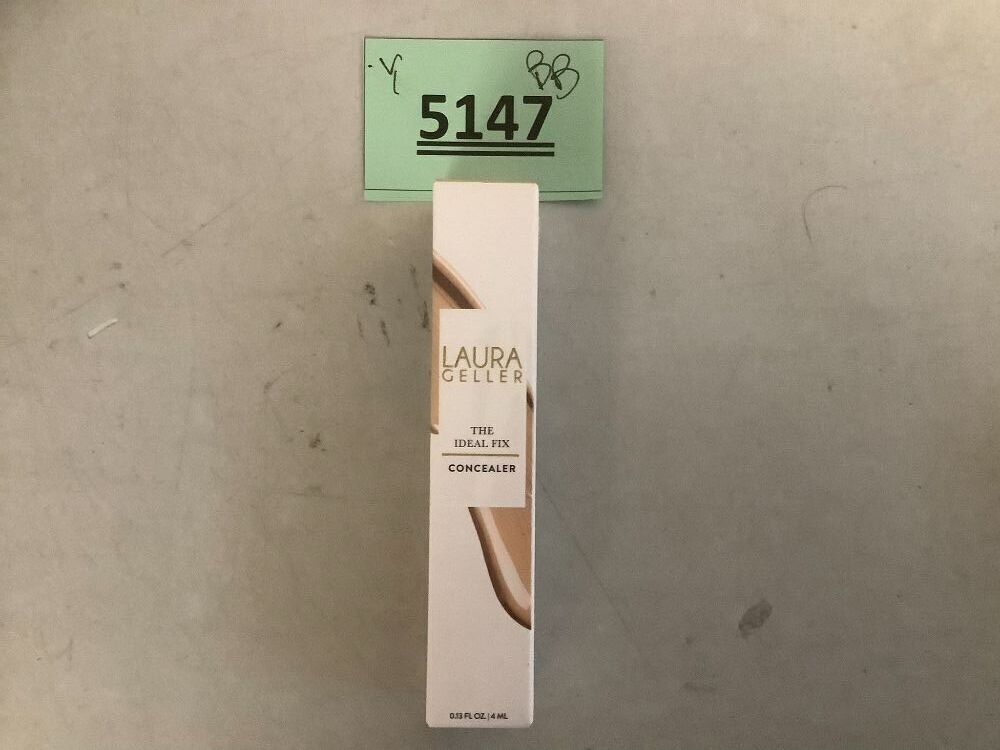 BB
5147
LAURA
GELLER
THE
IDEAL FIX
CONCEALER
0.13 FL OZ. | 4 ML